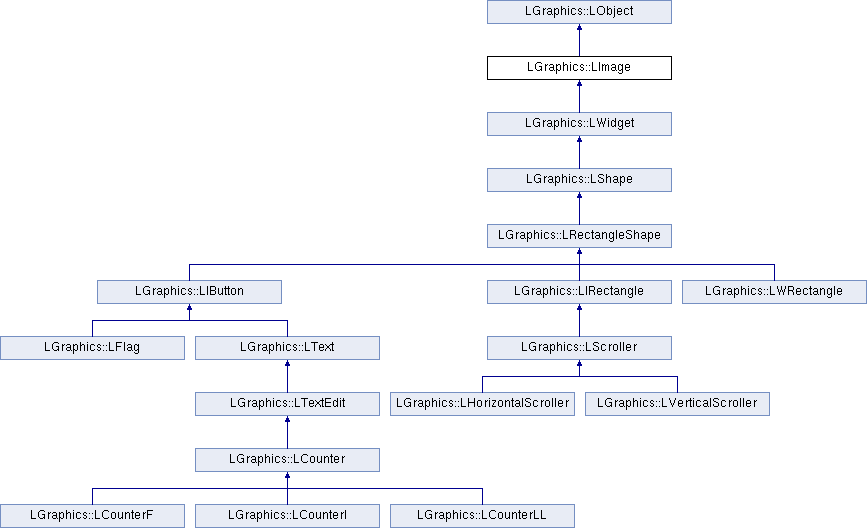 LGraphics::LObject
LGraphics::LImage
LGraphics::LWidget
LGraphics::LShape
LGraphics::LRectangleShape
LGraphics::LIButton
LGraphics::LIRectangle
LGraphics::LWRectangle
LGraphics::LFlag
LGraphics::LText
LGraphics::LScroller
LGraphics::LTextEdit
LGraphics::LHorizontalScroller
LGraphics::LVerticalScroller
LGraphics::LCounter
LGraphics::LCounterF
LGraphics::LCounterI
LGraphics::LCounterLL